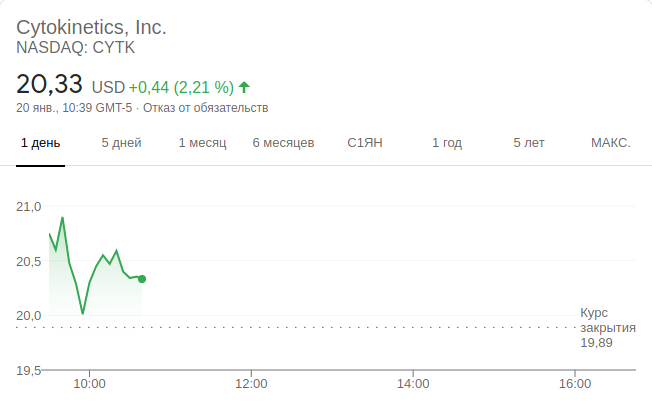 Cytokinetics, Inc.
NASDAQ: CYTK
20,33 USD +0,44 (2,21 %)
20 янв., 10:39 GMT-5 · Отказ от обязательств
1 день 5 дней 1 месяц 6 месяцев С1ЯН 1 год 5 лет МАКС.
21,0
20,5
20,0
Курс
закрытия
19,89
19,5
10:00 12:00 14:00 16:00